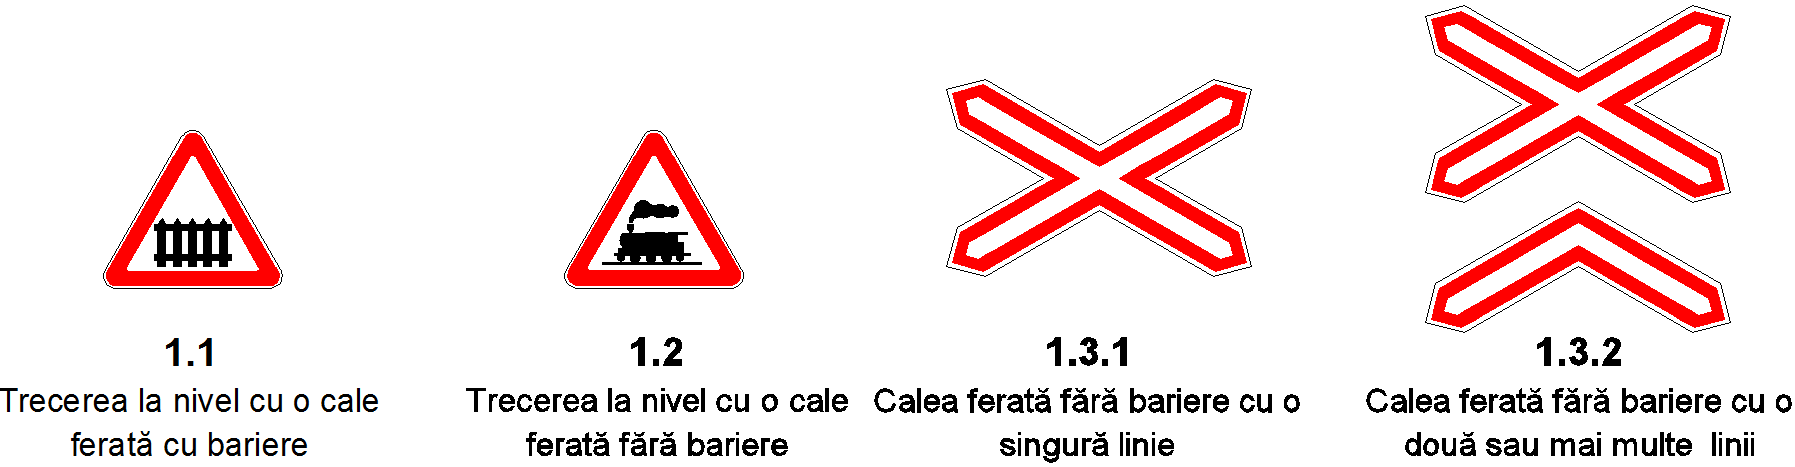 1.1
Trecerea la nivel cu o cale
ferată cu bariere
1.2
Trecerea la nivel cu o cale
ferată fără bariere
1.3.1
Calea ferată fără bariere cu o
singură linie
1.3.2
Calea ferată fără bariere cu o
două sau mai multe linii